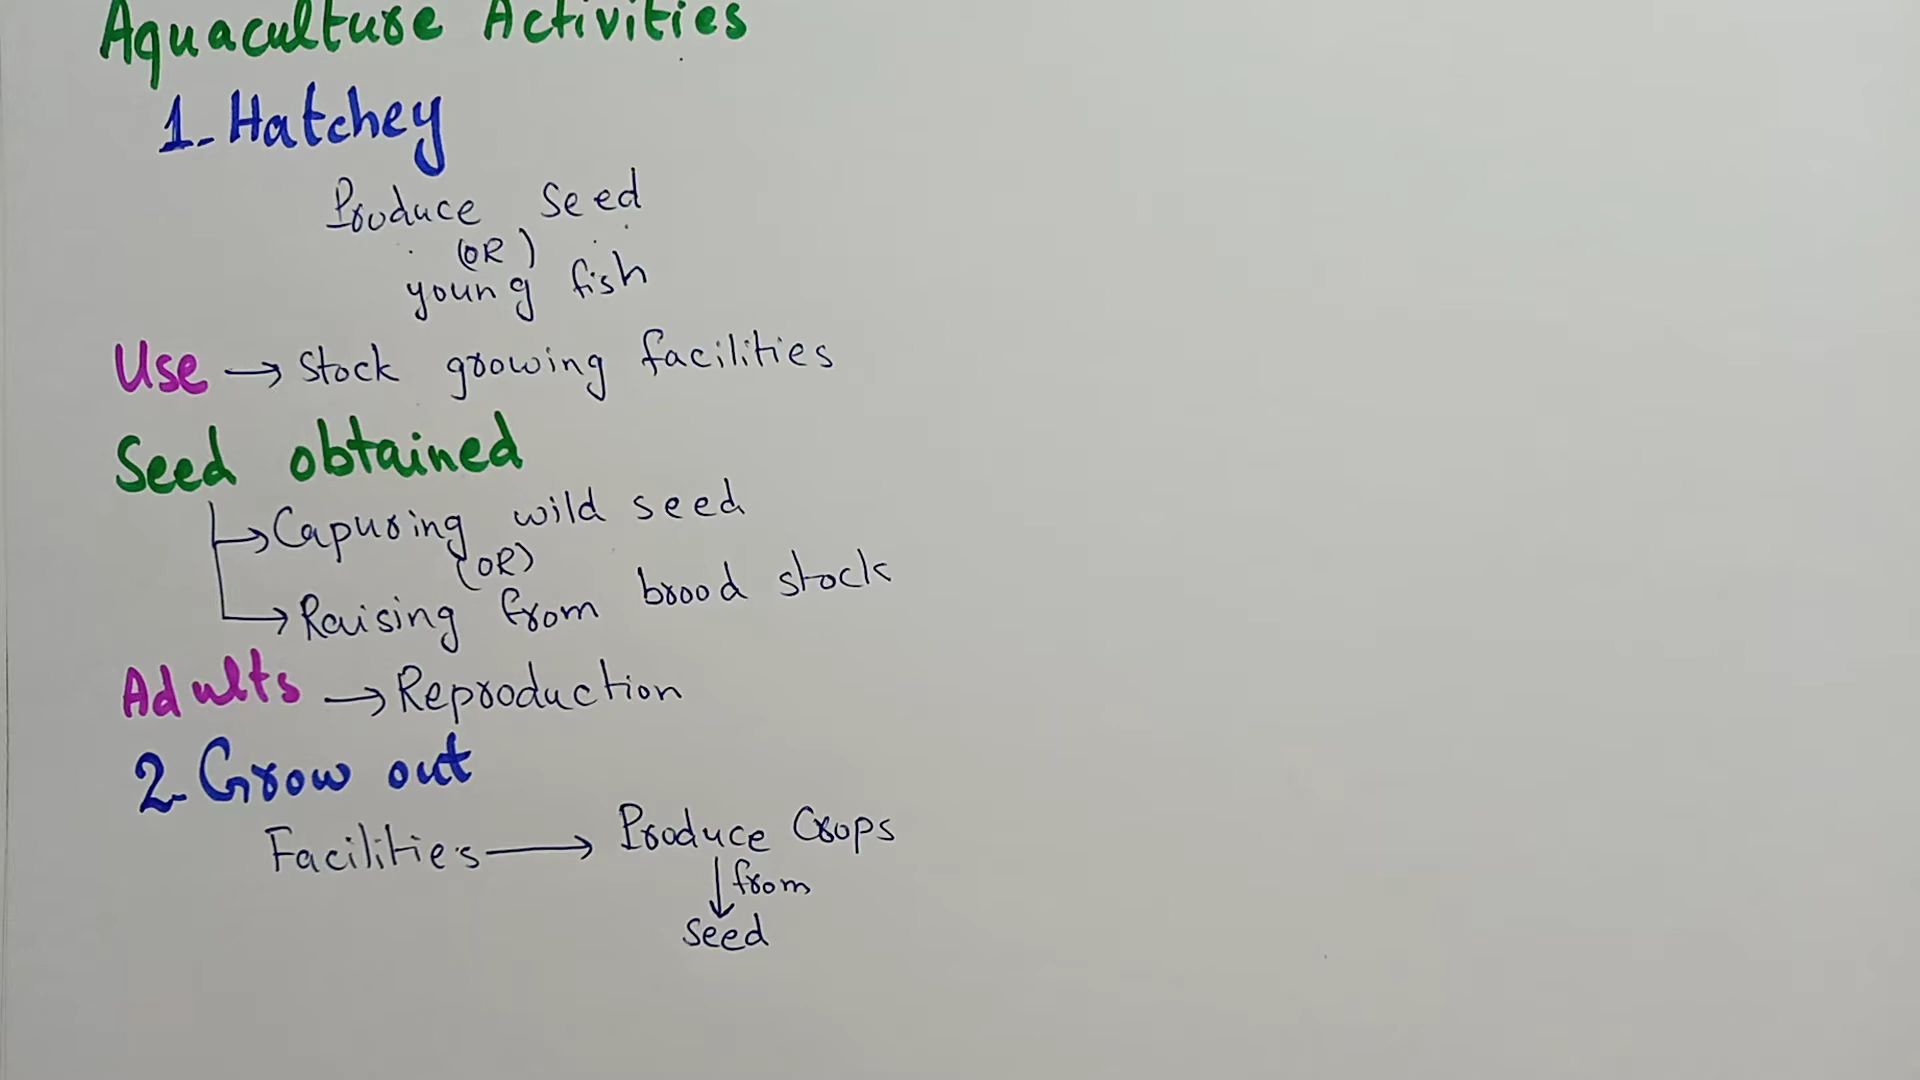 Aquaculture Activities
1. Hatchey
Produce seed
(OR)
young fish
Use → Stock growing facilities
Seed obtained
→ Capuring wild seed
(OR)
→ Raising from brood stock
Adults → Reproduction
2. Grow out
Facilities → Produce Crops
↓ from
seed